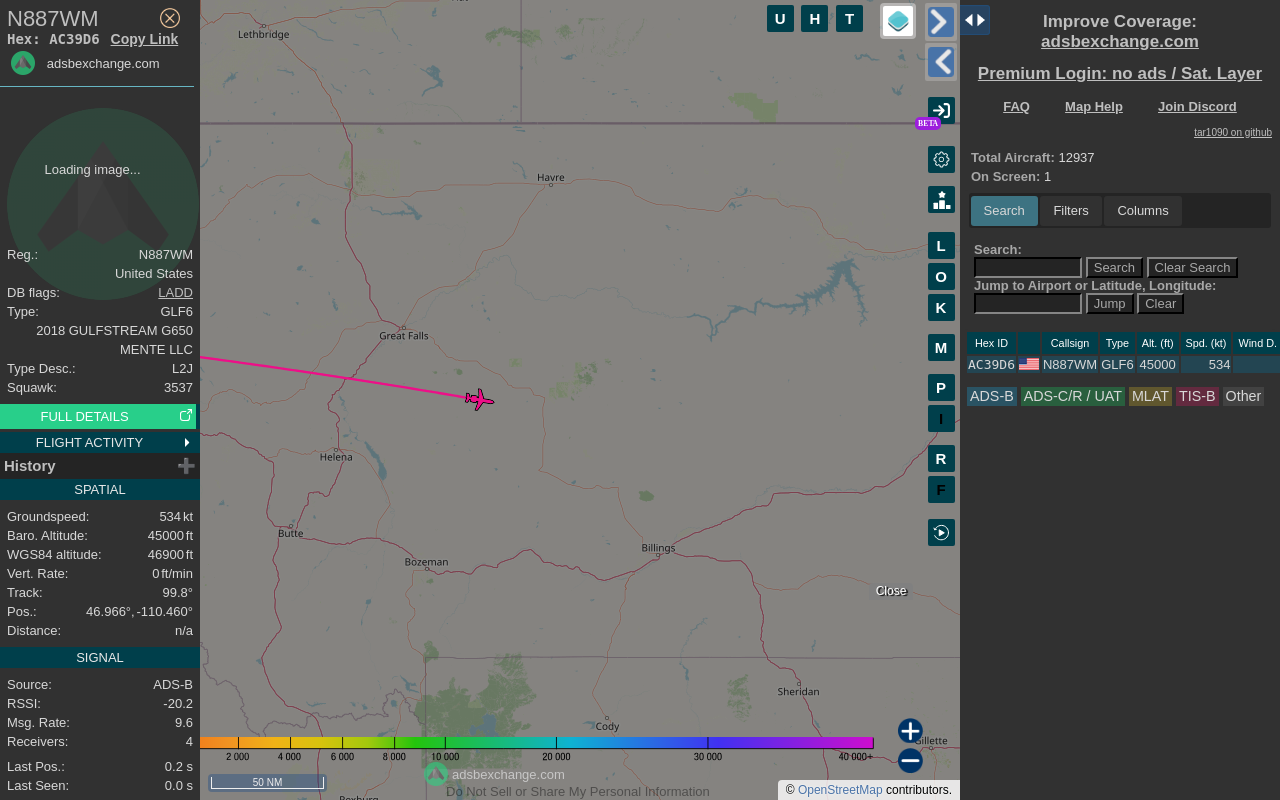 N887WM
Hex: AC39D6 Copy Link
adsbexchange.com
Loading image...
Reg.: N887WM
United States
DB flags: LADD
Type: GLF6
2018 GULFSTREAM G650
MENTE LLC
Type Desc.: L2J
Squawk: 3537
FULL DETAILS
FLIGHT ACTIVITY
History
SPATIAL
Groundspeed: 534 kt
Baro. Altitude: 45000 ft
WGS84 altitude: 46900 ft
Vert. Rate: 0 ft/min
Track: 99.8°
Pos.: 46.966°, -110.460°
Distance: n/a
SIGNAL
Source: ADS-B
RSSI: -20.2
Msg. Rate: 9.6
Receivers: 4
Last Pos.: 0.2 s
Last Seen: 0.0 s
Lethbridge
Havre
Great Falls
Helena
Butte
Bozeman
Billings
Sheridan
Cody
Gillette
Rexburg
U H T
BETA
L
O
K
M
P
I
R
F
Close
2 000 4 000 6 000 8 000 10 000 20 000 30 000 40 000+
50 NM
adsbexchange.com
Do Not Sell or Share My Personal Information
© OpenStreetMap contributors.
Improve Coverage:
adsbexchange.com
Premium Login: no ads / Sat. Layer
FAQ Map Help Join Discord
tar1090 on github
Total Aircraft: 12937
On Screen: 1
Search Filters Columns
Search:
Search Clear Search
Jump to Airport or Latitude, Longitude:
Jump Clear
Hex ID Callsign Type Alt. (ft) Spd. (kt) Wind D.
AC39D6 N887WM GLF6 45000 534
ADS-B ADS-C/R / UAT MLAT TIS-B Other